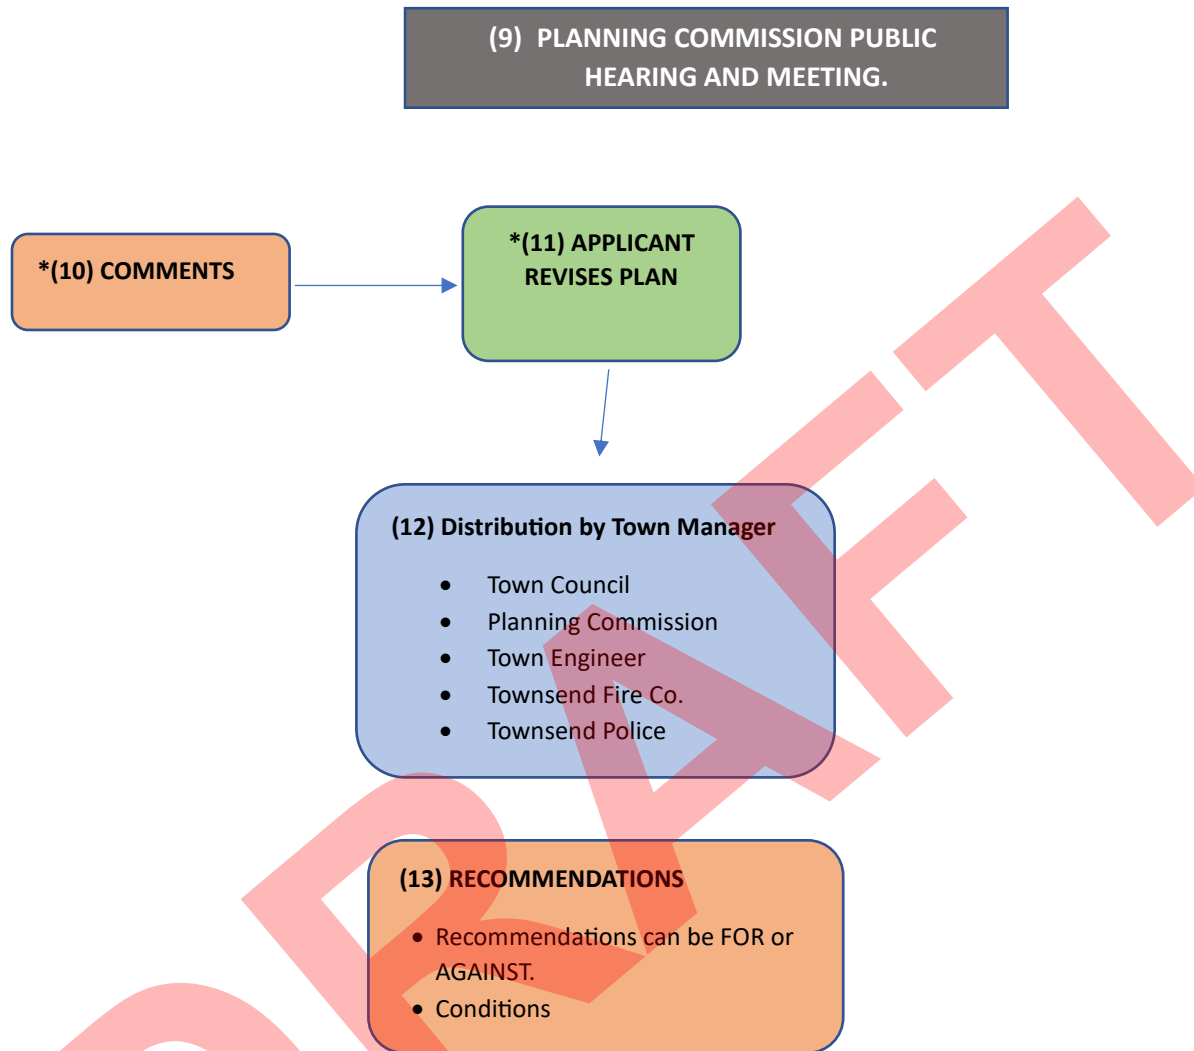 (9) PLANNING COMMISSION PUBLIC
HEARING AND MEETING.
*(10) COMMENTS
*(11) APPLICANT
REVISES PLAN
(12) Distribution by Town Manager
• Town Council
• Planning Commission
• Town Engineer
• Townsend Fire Co.
• Townsend Police
(13) RECOMMENDATIONS
• Recommendations can be FOR or
AGAINST.
• Conditions
DRAFT